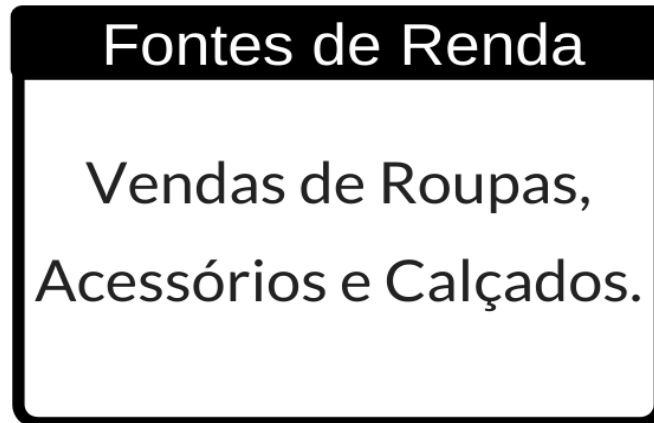 Fontes de Renda
Vendas de Roupas,
Acessórios e Calçados.